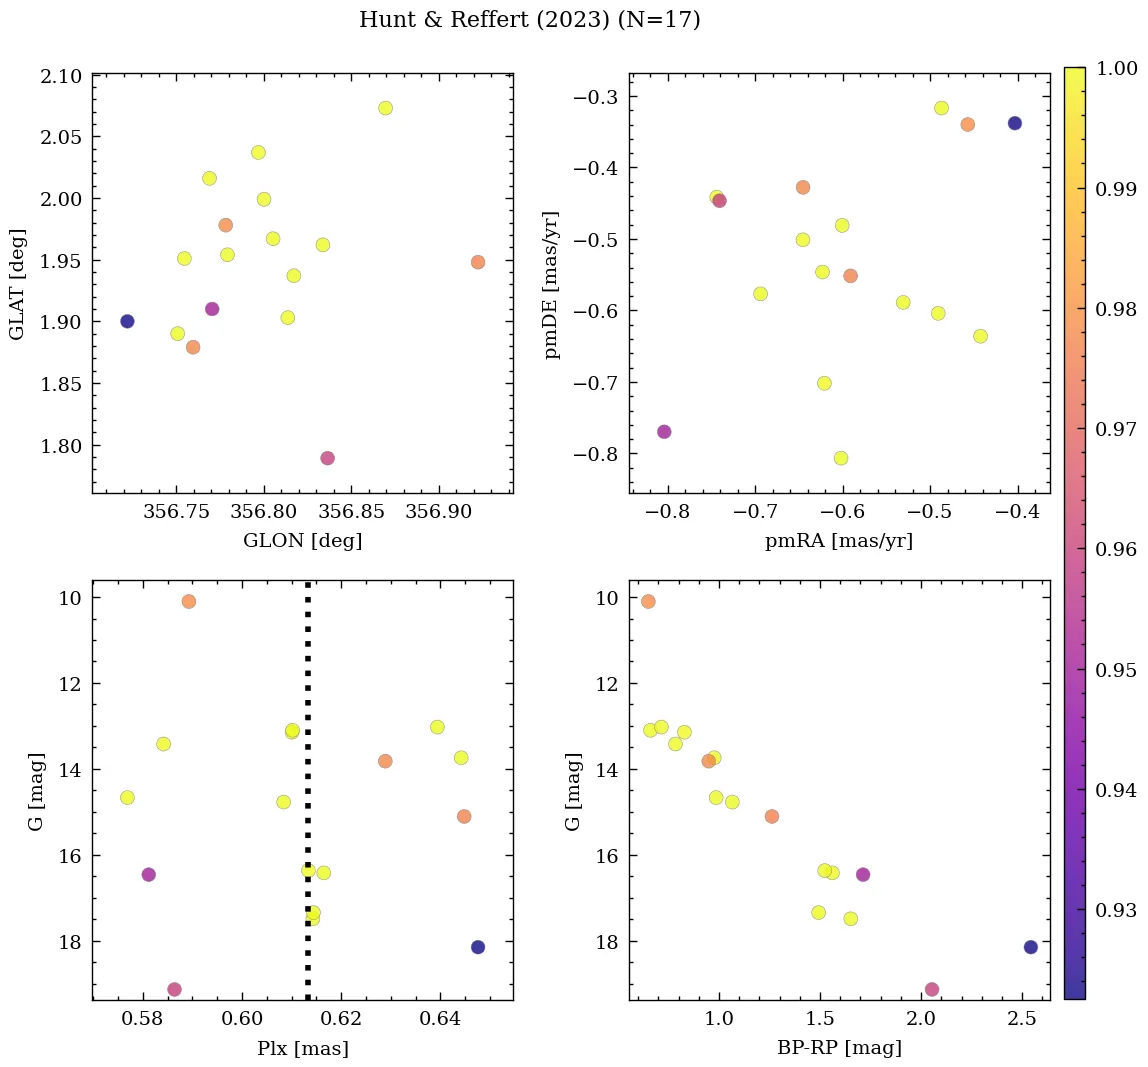 Hunt & Reffert (2023) (N=17)
2.10
2.05
2.00
1.95
1.90
1.85
1.80
GLAT [deg]
356.75 356.80 356.85 356.90
GLON [deg]
−0.3
−0.4
−0.5
−0.6
−0.7
−0.8
pmDE [mas/yr]
−0.8 −0.7 −0.6 −0.5 −0.4
pmRA [mas/yr]
10
12
14
16
18
G [mag]
0.58 0.60 0.62 0.64
Plx [mas]
10
12
14
16
18
G [mag]
1.0 1.5 2.0 2.5
BP-RP [mag]
1.00
0.99
0.98
0.97
0.96
0.95
0.94
0.93